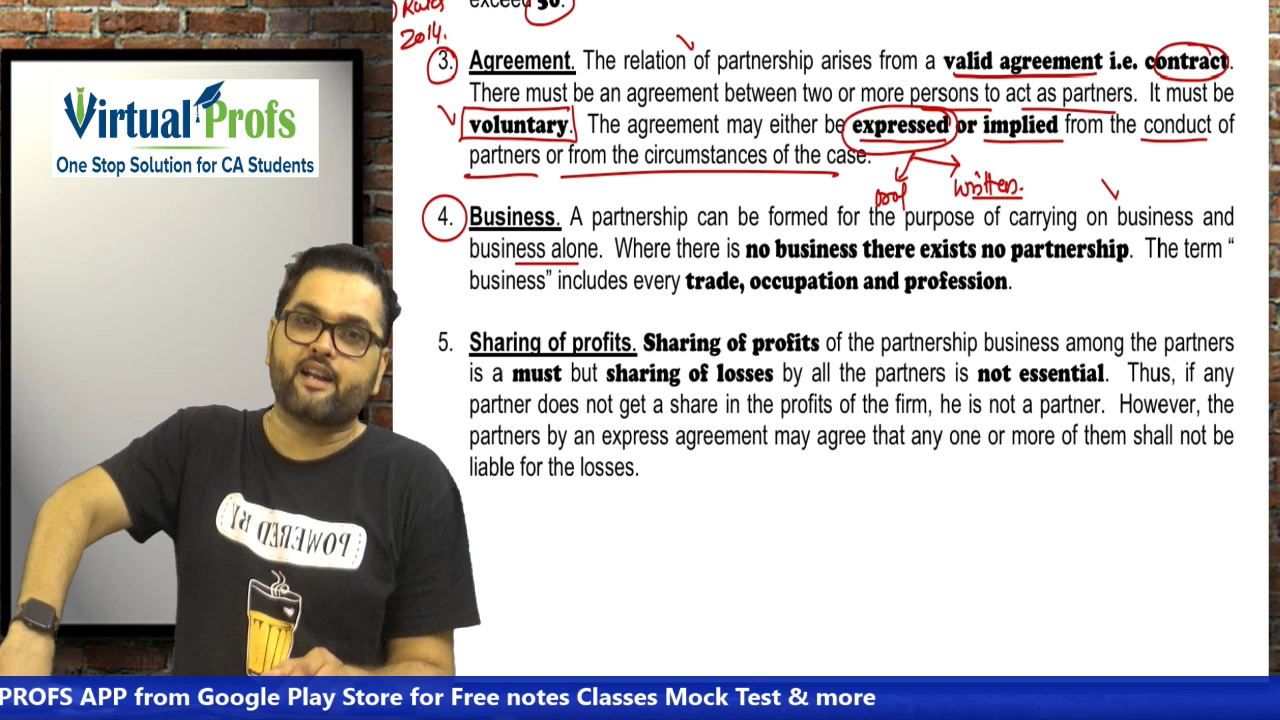 Rules
exceed 50.
2014.
3. Agreement. The relation of partnership arises from a valid agreement i.e. contract.
There must be an agreement between two or more persons to act as partners. It must be
voluntary. The agreement may either be expressed or implied from the conduct of
partners or from the circumstances of the case.
oral written.
4. Business. A partnership can be formed for the purpose of carrying on business and
business alone. Where there is no business there exists no partnership. The term “
business” includes every trade, occupation and profession.
5. Sharing of profits. Sharing of profits of the partnership business among the partners
is a must but sharing of losses by all the partners is not essential. Thus, if any
partner does not get a share in the profits of the firm, he is not a partner. However, the
partners by an express agreement may agree that any one or more of them shall not be
liable for the losses.
Virtual Profs
One Stop Solution for CA Students
POWERED BY
PROFS APP from Google Play Store for Free notes Classes Mock Test & more